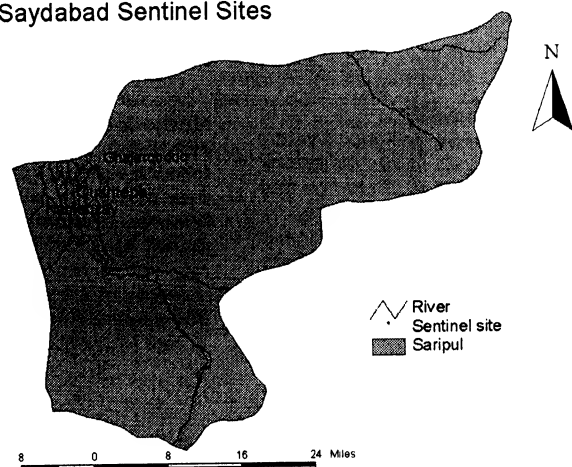 Saydabad Sentinel Sites
N
River
Sentinel site
Saripul
8 0 8 16 24 Miles